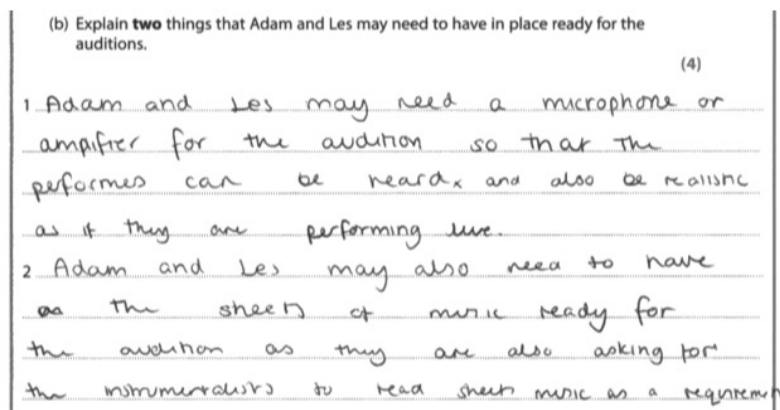 (b) Explain two things that Adam and Les may need to have in place ready for the
auditions.
(4)
1 Adam and Les may need a microphone or
ampifier for the audition so that the
performes can be heard, and also be realistic
as if they are performing live.
2 Adam and Les may also need to have
the sheets of music ready for
the audition as they are also asking for
the instrumentalists to read sheet music as a requirement